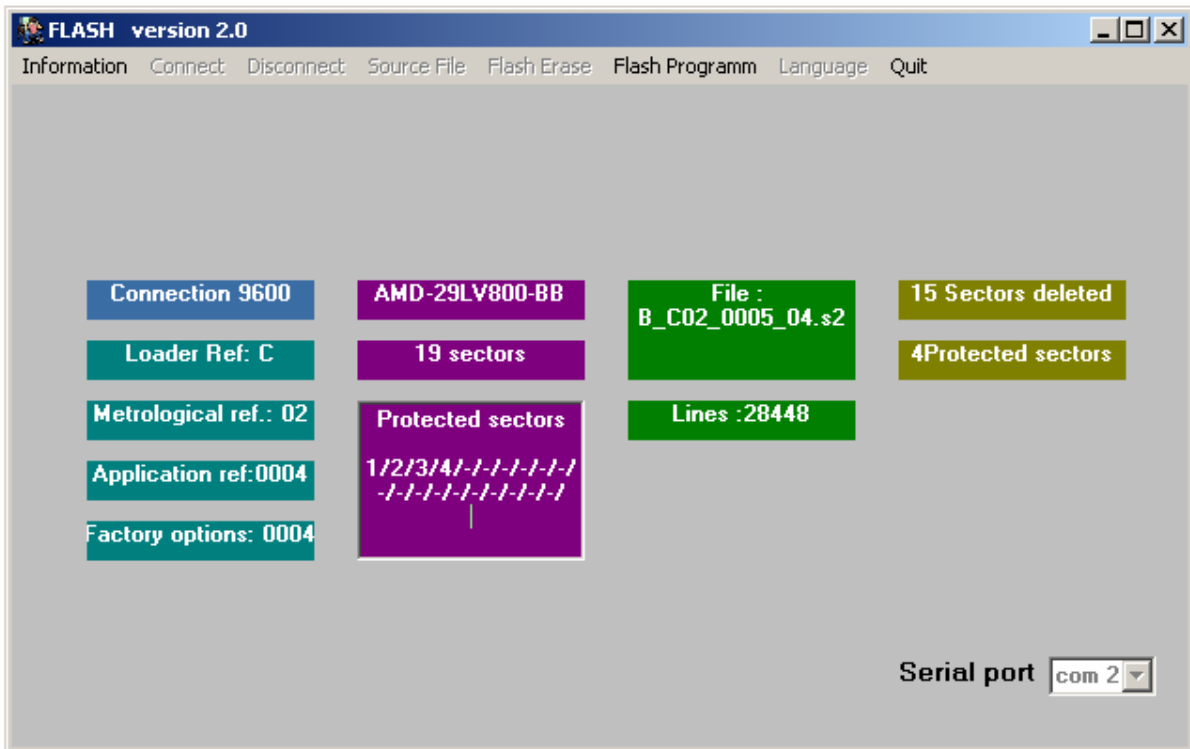 FLASH version 2.0
Information Connect Disconnect Source File Flash Erase Flash Programm Language Quit
Connection 9600
Loader Ref: C
Metrological ref.: 02
Application ref:0004
Factory options: 0004
AMD-29LV800-BB
19 sectors
Protected sectors
1/2/3/4/-/-/-/-/-/-/
-/-/-/-/-/-/-/-/-/-/
File :
B_C02_0005_04.s2
Lines :28448
15 Sectors deleted
4Protected sectors
Serial port com 2